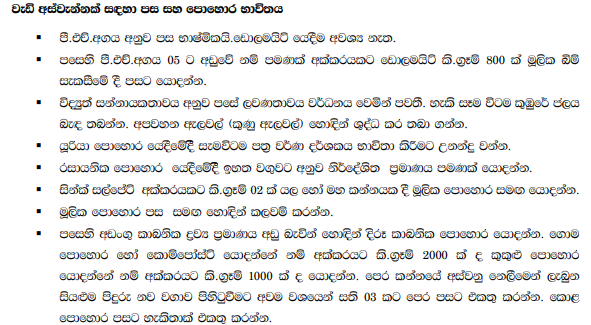 වැඩි අස්වැන්නක් සඳහා පස සහ පොහොර භාවිතය
▪ පී.එච්.අගය අනුව පස භාෂ්මිකයි.ඩොලමයිට් යෙදීම අවශ්‍ය නැත.
▪ පසෙහි පී.එච්.අගය 05 ට අඩුවේ නම් පමණක් අක්කරයකට ඩොලමයිට් කි.ග්‍රෑම් 800 ක් මූලික බිම්
සැකසීමේ දී පසට යොදන්න.
▪ විද්‍යුත් සන්නායකතාවය අනුව පසේ ලවණතාවය වර්ධනය වෙමින් පවතී. හැකි සෑම විටම කුඹුරේ ජලය
බැඳ තබන්න. අපවහන ඇලවල් (කුණු ඇලවල්) හොඳින් ශුද්ධ කර තබා ගන්න.
▪ යූරියා පොහොර යෙදීමේදී සැමවිටම පත්‍ර වර්ණ දර්ශකය භාවිතා කිරීමට උනන්දු වන්න.
▪ රසායනික පොහොර යෙදීමේදී ඉහත වගුවට අනුව නිර්දේශිත ප්‍රමාණය පමණක් යොදන්න.
▪ සින්ක් සල්පේට් අක්කරයකට කි.ග්‍රෑම් 02 ක් යල හෝ මහ කන්නයක දී මූලික පොහොර සමඟ යොදන්න.
▪ මූලික පොහොර පස සමඟ හොඳින් කලවම් කරන්න.
▪ පසෙහි අඩංගු කාබනික ද්‍රව්‍ය ප්‍රමාණය අඩු බැවින් හොඳින් දිරූ කාබනික පොහොර යොදන්න. ගොම
පොහොර හෝ කොම්පෝස්ට් යොදන්නේ නම් අක්කරයට කි.ග්‍රෑම් 2000 ක් ද කුකුළු පොහොර
යොදන්නේ නම් අක්කරයට කි.ග්‍රෑම් 1000 ක් ද යොදන්න. පෙර කන්නයේ අස්වනු නෙලීමෙන් ලැබුන
සියළුම පිදුරු නව වගාව පිහිටුවීමට අවම වශයෙන් සති 03 කට පෙර පසට එකතු කරන්න. කොළ
පොහොර පසට හැකිතාක් එකතු කරන්න.